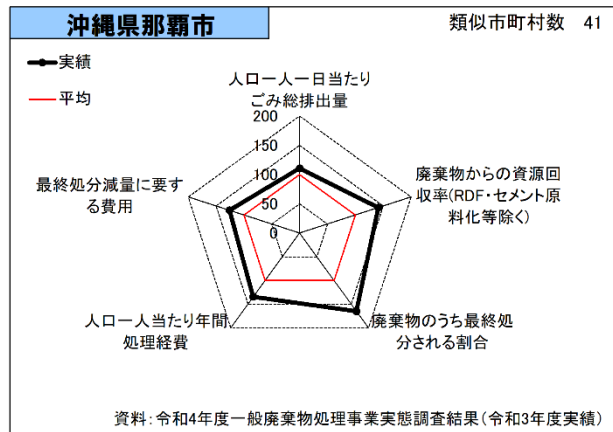 沖縄県那覇市
類似市町村数 41
実績
平均
人口一人一日当たり
ごみ総排出量
200
150
100
50
0
廃棄物からの資源回
収率(RDF・セメント原
料化等除く)
最終処分減量に要す
る費用
人口一人当たり年間
処理経費
廃棄物のうち最終処
分される割合
資料：令和4年度一般廃棄物処理事業実態調査結果(令和3年度実績)